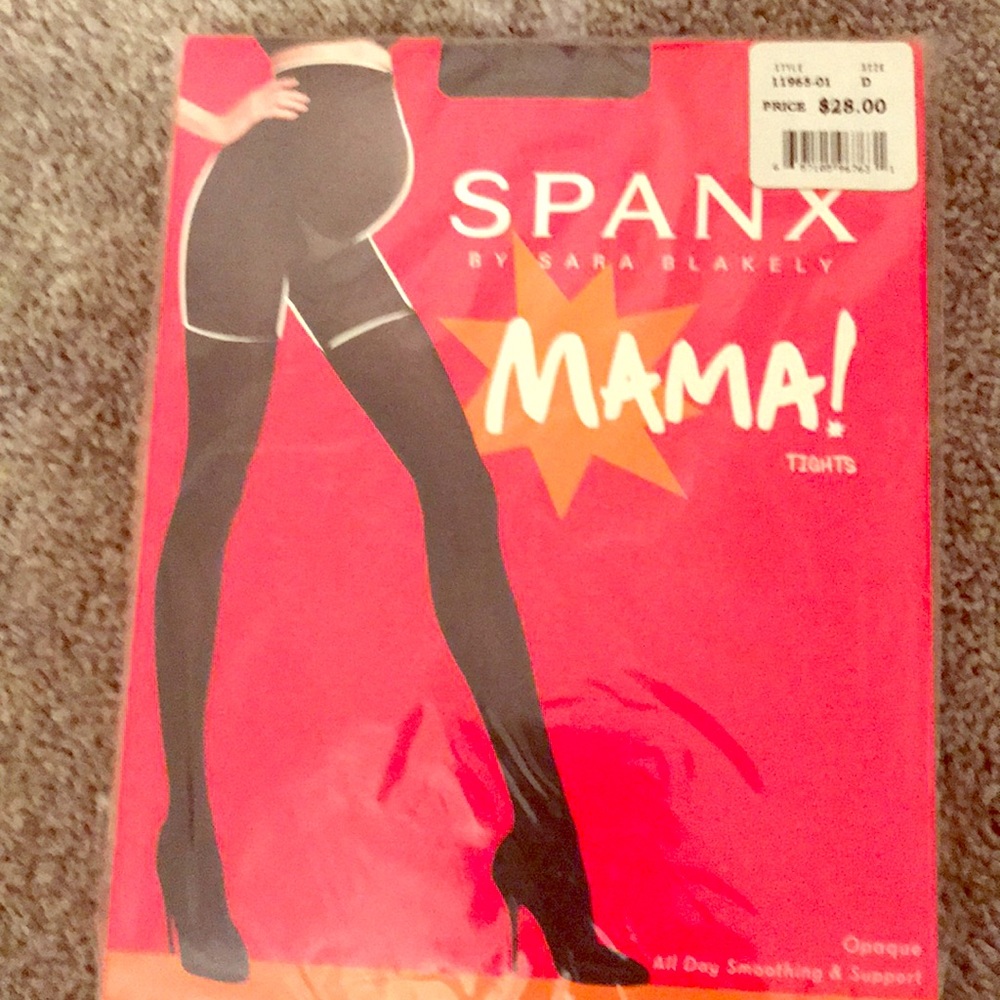 STYLE SIZE
11965-01 D
PRICE $28.00
SPANX
BY SARA BLAKELY
MAMA!
TIGHTS
Opaque
All Day Smoothing & Support